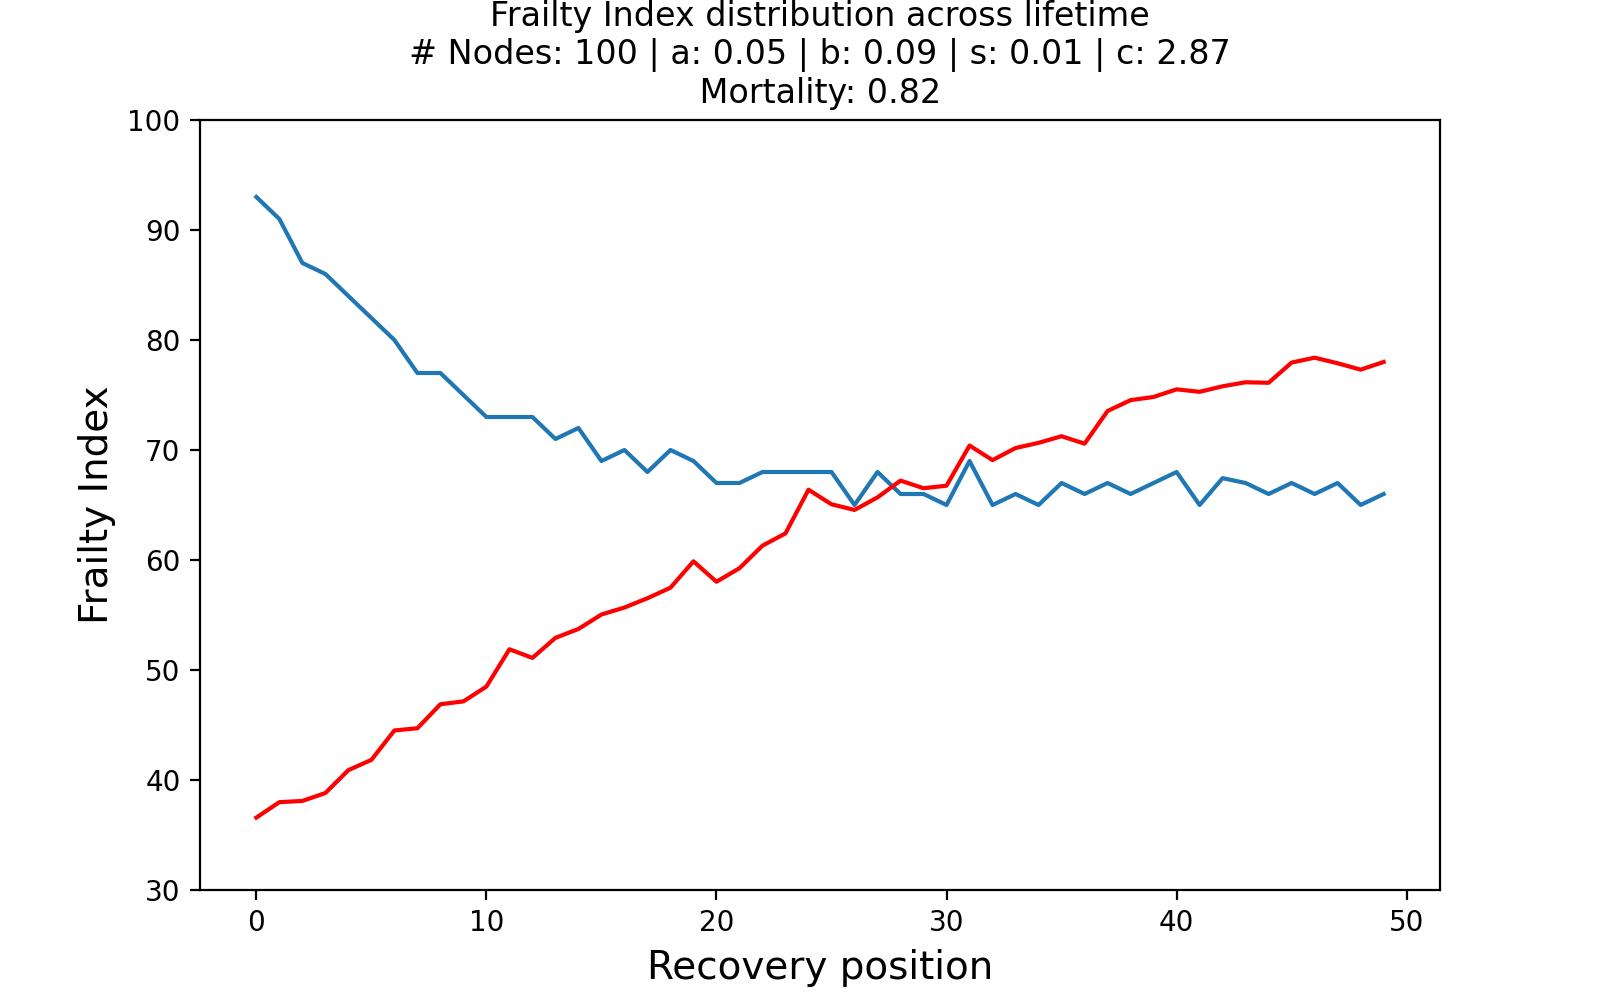 Frailty Index distribution across lifetime
# Nodes: 100 | a: 0.05 | b: 0.09 | s: 0.01 | c: 2.87
Mortality: 0.82
100
90
80
70
60
50
40
30
Frailty Index
0 10 20 30 40 50
Recovery position